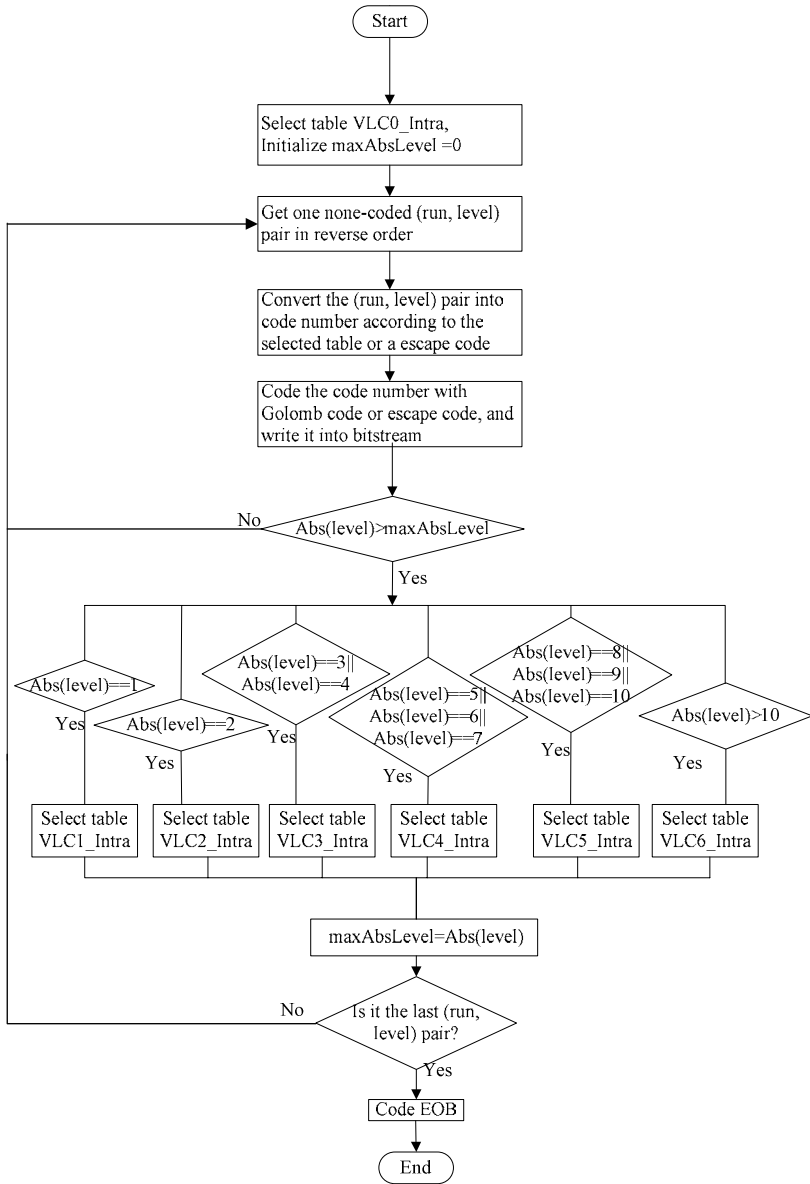 Start
Select table VLC0_Intra,
Initialize maxAbsLevel =0
Get one none-coded (run, level)
pair in reverse order
Convert the (run, level) pair into
code number according to the
selected table or a escape code
Code the code number with
Golomb code or escape code, and
write it into bitstream
No
Abs(level)>maxAbsLevel
Yes
Abs(level)==1
Yes
Abs(level)==2
Yes
Abs(level)==3||
Abs(level)==4
Yes
Abs(level)==5||
Abs(level)==6||
Abs(level)==7
Yes
Abs(level)==8||
Abs(level)==9||
Abs(level)==10
Yes
Abs(level)>10
Yes
Select table
VLC1_Intra
Select table
VLC2_Intra
Select table
VLC3_Intra
Select table
VLC4_Intra
Select table
VLC5_Intra
Select table
VLC6_Intra
maxAbsLevel=Abs(level)
No
Is it the last (run,
level) pair?
Yes
Code EOB
End